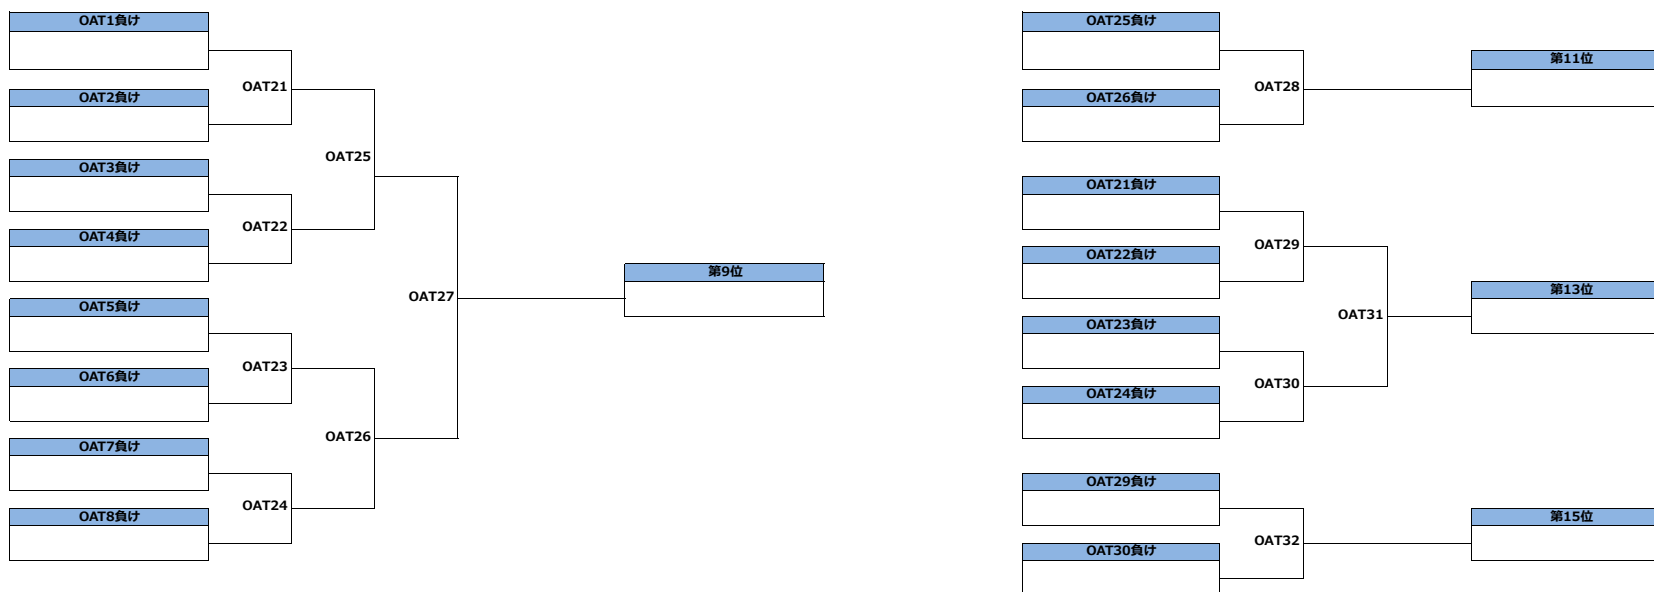 OAT1負け
OAT21
OAT2負け
OAT25
OAT3負け
OAT22
OAT4負け
OAT27
第9位
OAT5負け
OAT23
OAT6負け
OAT26
OAT7負け
OAT24
OAT8負け
OAT25負け
OAT28
第11位
OAT26負け
OAT21負け
OAT29
OAT22負け
OAT31
第13位
OAT23負け
OAT30
OAT24負け
OAT29負け
OAT32
第15位
OAT30負け